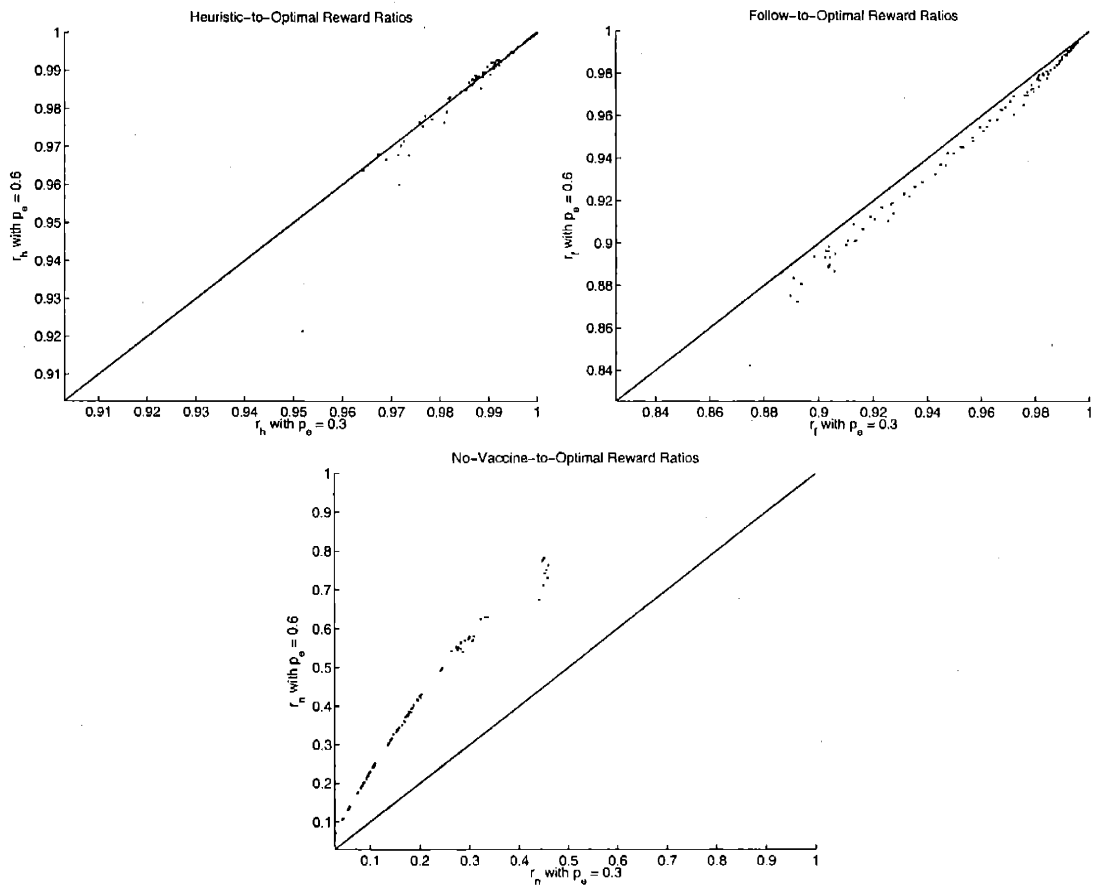 Heuristic-to-Optimal Reward Ratios
1
0.99
0.98
0.97
0.96
0.95
0.94
0.93
0.92
0.91
r_h with p_e = 0.6
0.91 0.92 0.93 0.94 0.95 0.96 0.97 0.98 0.99 1
r_h with p_e = 0.3
Follow-to-Optimal Reward Ratios
1
0.98
0.96
0.94
0.92
0.9
0.88
0.86
0.84
r_f with p_e = 0.6
0.84 0.86 0.88 0.9 0.92 0.94 0.96 0.98 1
r_f with p_e = 0.3
No-Vaccine-to-Optimal Reward Ratios
1
0.9
0.8
0.7
0.6
0.5
0.4
0.3
0.2
0.1
r_n with p_e = 0.6
0.1 0.2 0.3 0.4 0.5 0.6 0.7 0.8 0.9 1
r_n with p_e = 0.3